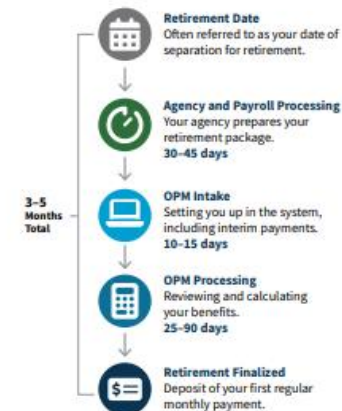 Retirement Date
Often referred to as your date of
separation for retirement.
Agency and Payroll Processing
Your agency prepares your
retirement package.
30–45 days
3–5
Months
Total
OPM Intake
Setting you up in the system,
including interim payments.
10–15 days
OPM Processing
Reviewing and calculating
your benefits.
25–90 days
$=
Retirement Finalized
Deposit of your first regular
monthly payment.